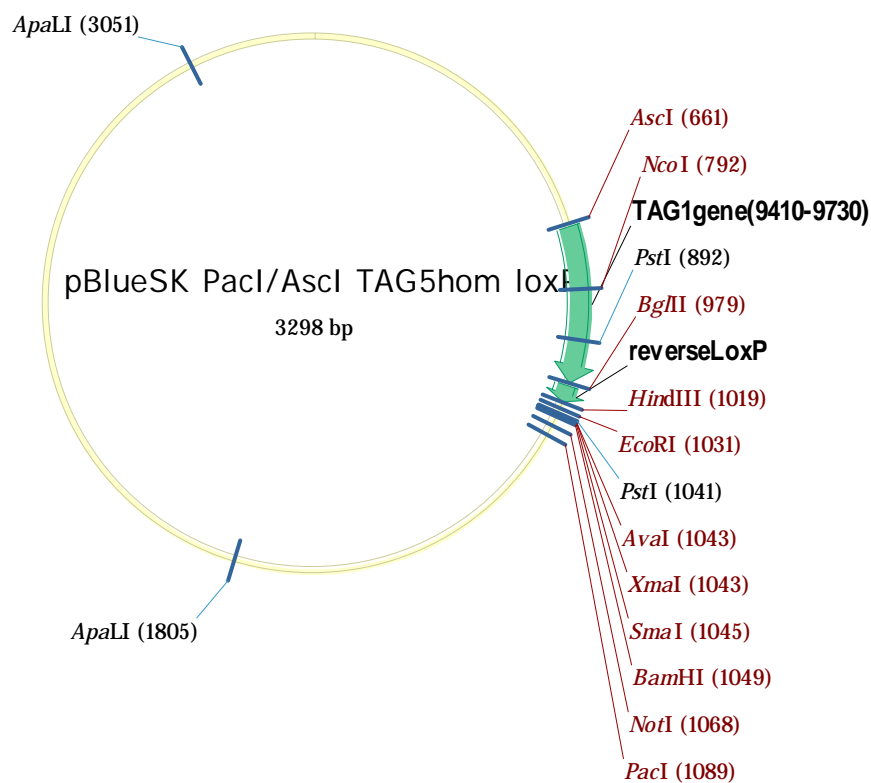 ApaLI (3051)
AscI (661)
NcoI (792)
TAG1gene(9410-9730)
PstI (892)
pBlueSK PacI/AscI TAG5hom loxP
3298 bp
BglII (979)
reverseLoxP
HindIII (1019)
EcoRI (1031)
PstI (1041)
AvaI (1043)
XmaI (1043)
SmaI (1045)
BamHI (1049)
NotI (1068)
PacI (1089)
ApaLI (1805)